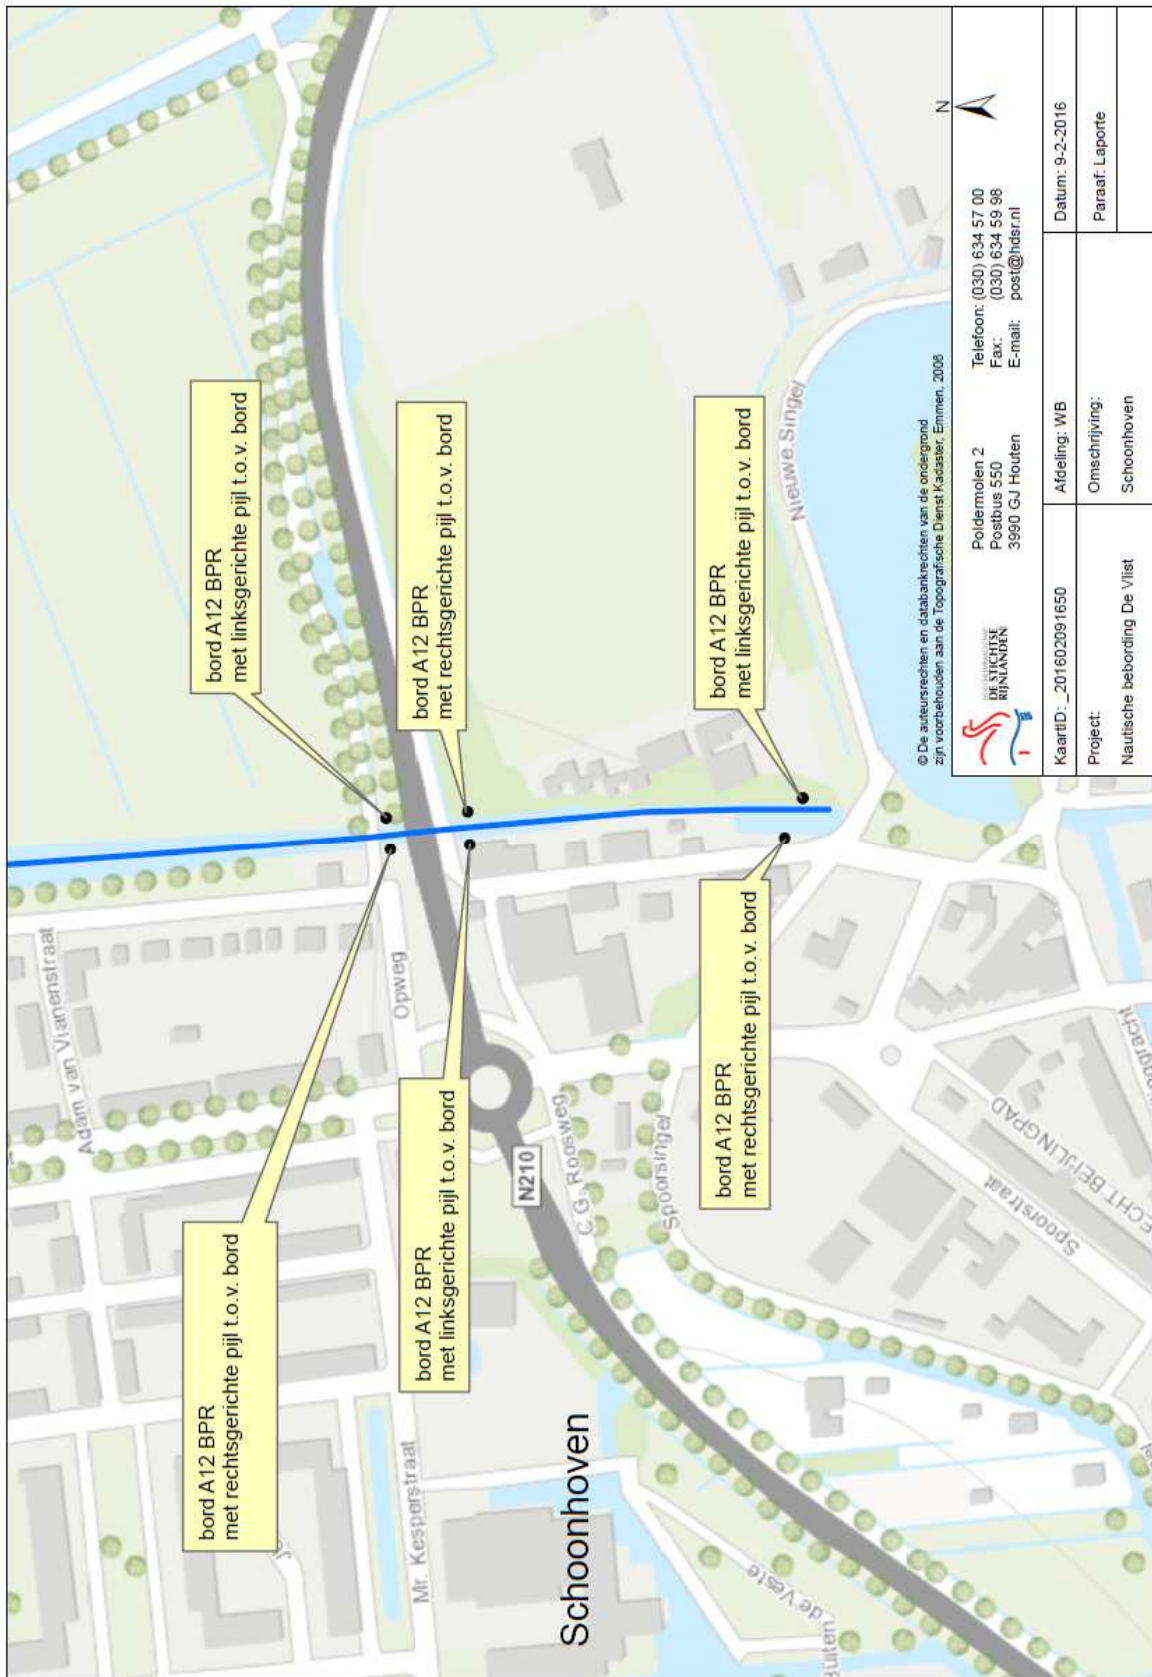 Adam van Vianenstraat
Opweg
Mr. Kesperstraat
N210
C.G. Roosweg
Spoorsingel
Spoorstraat
ECHT BEIJLINGPAD
Nieuwe Singel
Buiten de Veste
Schoonhoven
bord A12 BPR
met rechtsgerichte pijl t.o.v. bord
bord A12 BPR
met linksgerichte pijl t.o.v. bord
bord A12 BPR
met linksgerichte pijl t.o.v. bord
bord A12 BPR
met rechtsgerichte pijl t.o.v. bord
bord A12 BPR
met rechtsgerichte pijl t.o.v. bord
bord A12 BPR
met linksgerichte pijl t.o.v. bord
N
© De auteursrechten en databankrechten van de ondergrond
zijn voorbehouden aan de Topografische Dienst Kadaster, Emmen, 2006
DE STICHTSE
RIJNLANDEN
Poldermolen 2
Postbus 550
3990 GJ Houten
Telefoon: (030) 634 57 00
Fax: (030) 634 59 98
E-mail: post@hdsr.nl
KaartID: _201602091650
Afdeling: WB
Datum: 9-2-2016
Project:
Nautische bebording De Vlist
Omschrijving:
Schoonhoven
Paraaf: Laporte